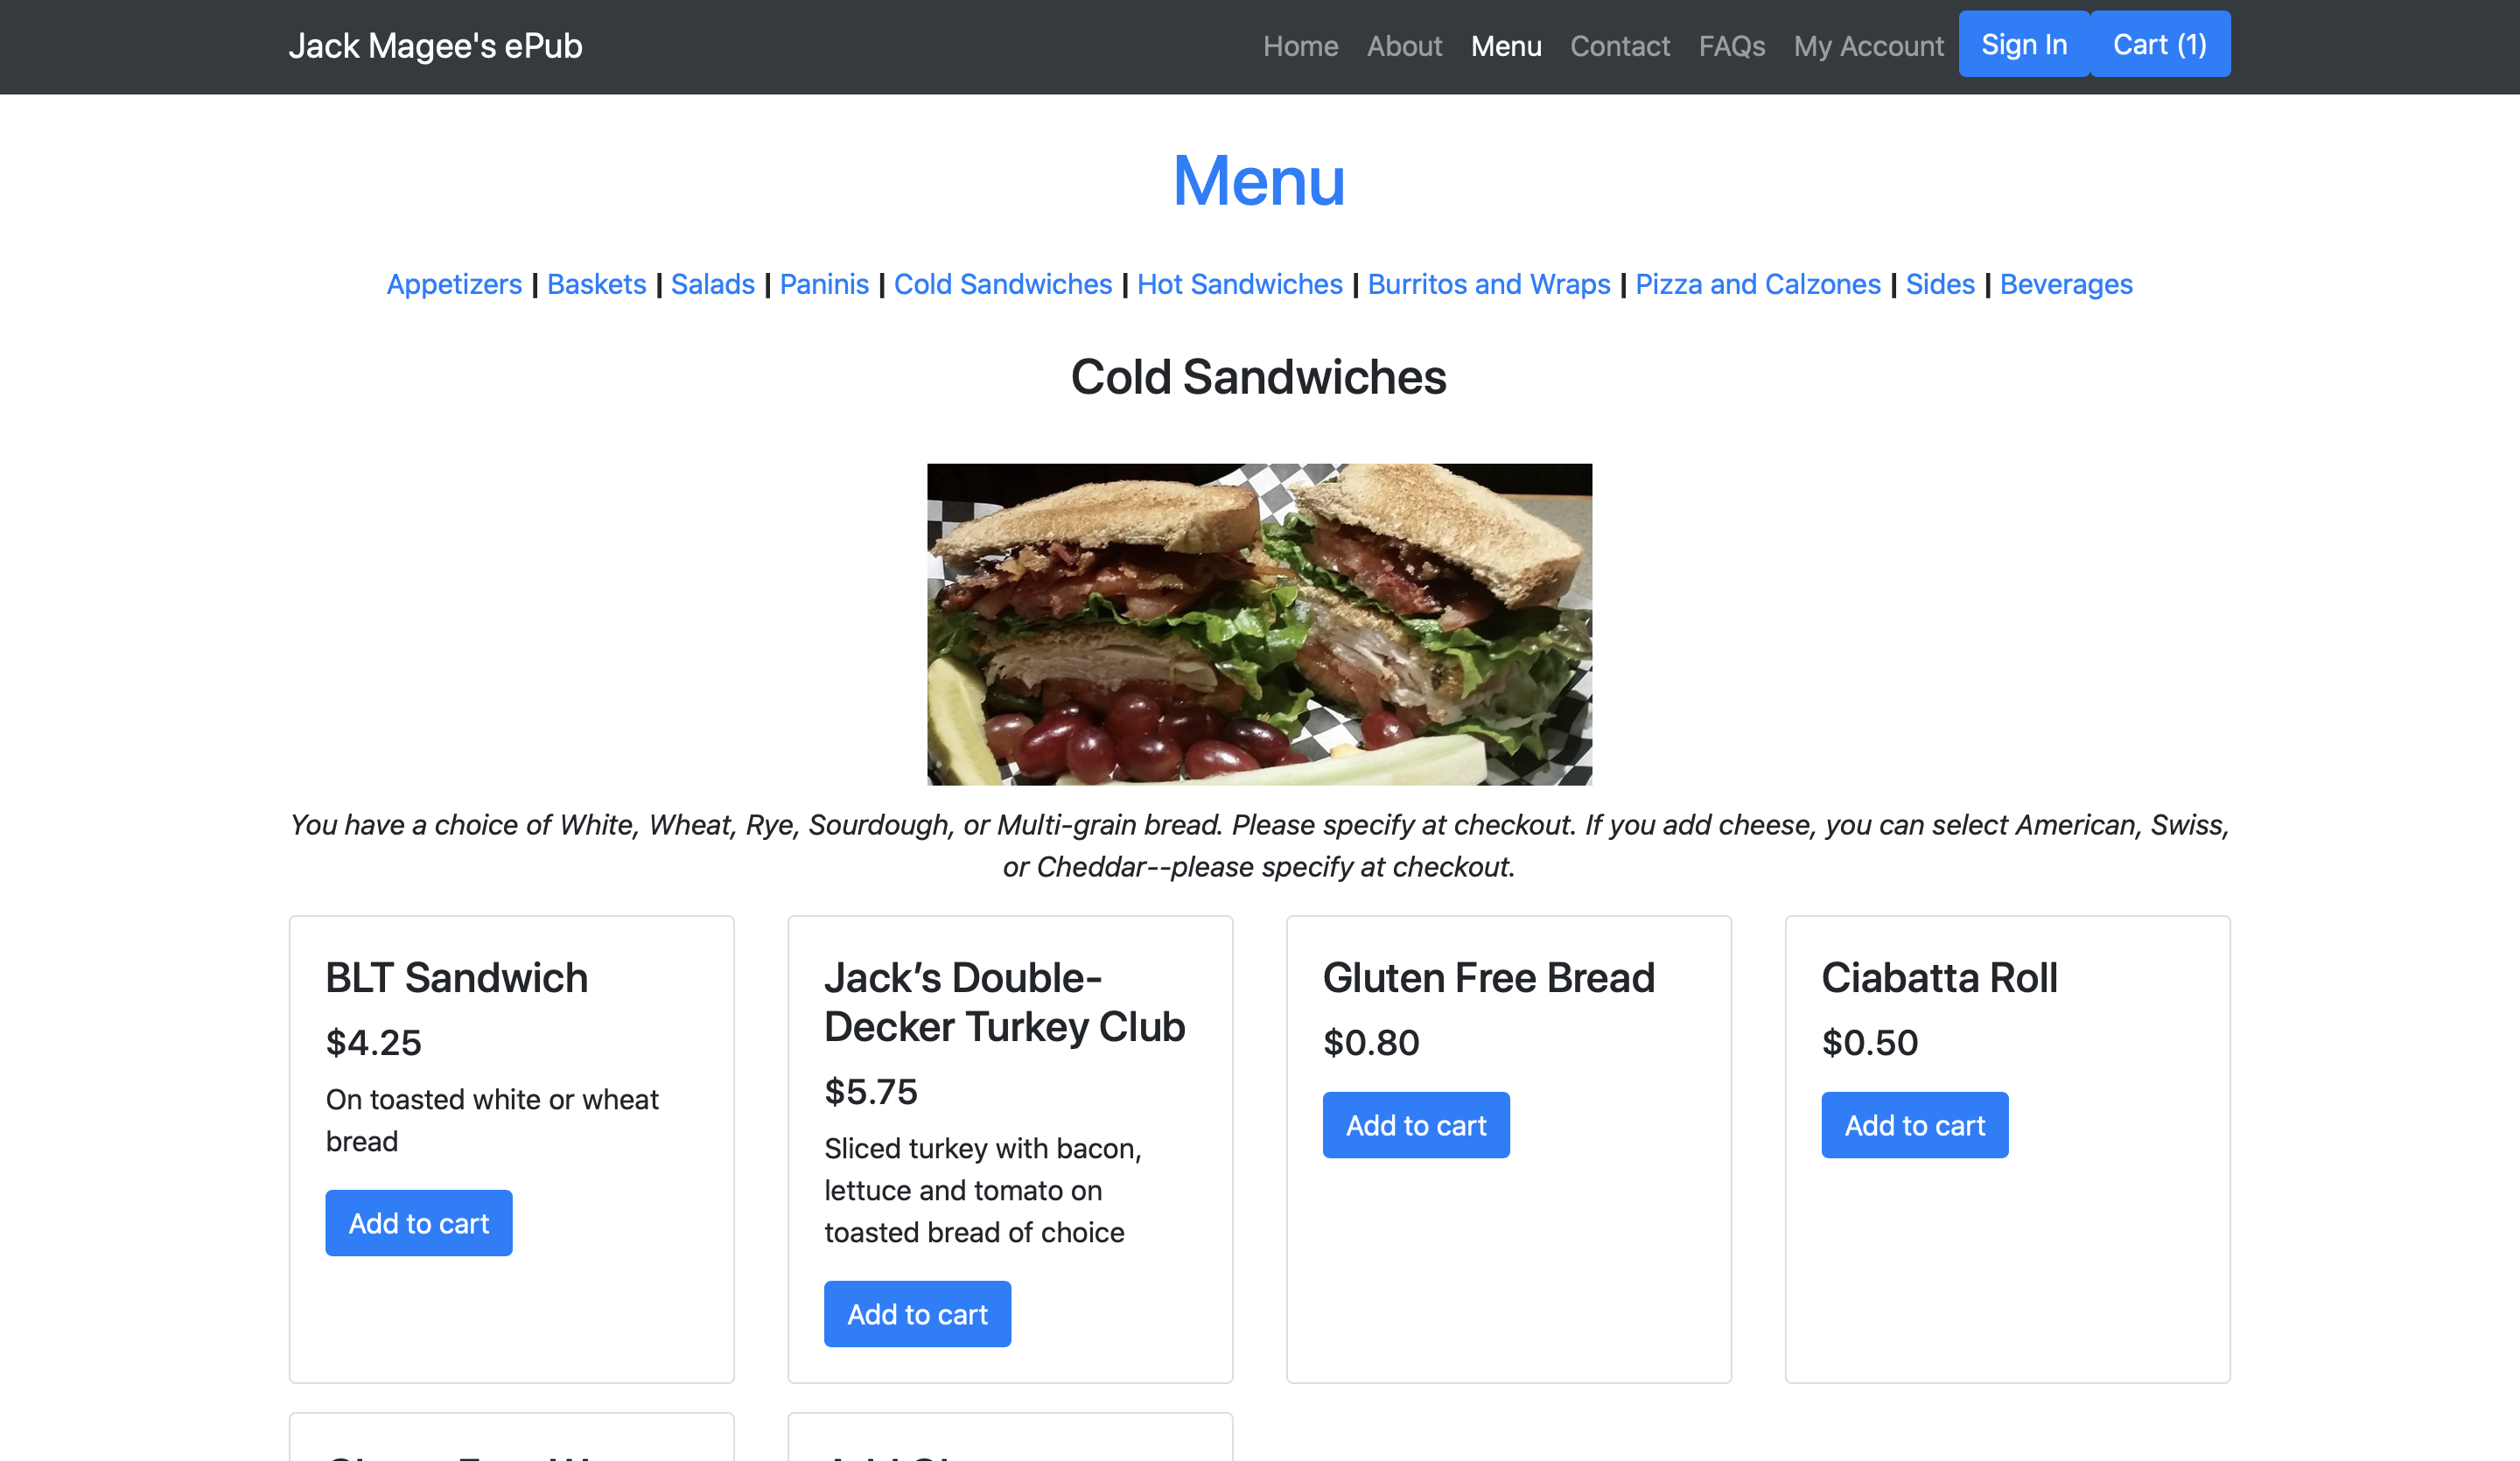 Jack Magee's ePub
Home About Menu Contact FAQs My Account Sign In Cart (1)
Menu
Appetizers | Baskets | Salads | Paninis | Cold Sandwiches | Hot Sandwiches | Burritos and Wraps | Pizza and Calzones | Sides | Beverages
Cold Sandwiches
You have a choice of White, Wheat, Rye, Sourdough, or Multi-grain bread. Please specify at checkout. If you add cheese, you can select American, Swiss,
or Cheddar--please specify at checkout.
BLT Sandwich
$4.25
On toasted white or wheat
bread
Add to cart
Jack’s Double-
Decker Turkey Club
$5.75
Sliced turkey with bacon,
lettuce and tomato on
toasted bread of choice
Add to cart
Gluten Free Bread
$0.80
Add to cart
Ciabatta Roll
$0.50
Add to cart